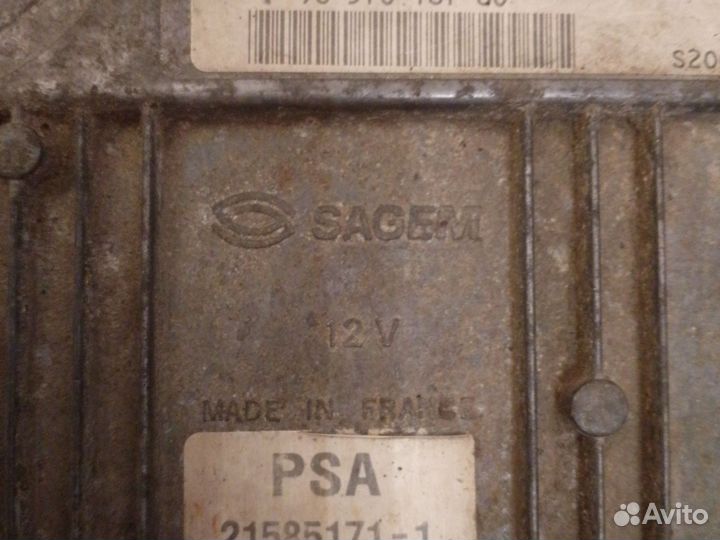 S20
SAGEM
12 V
MADE IN FRANCE
PSA
21585171-1
Avito